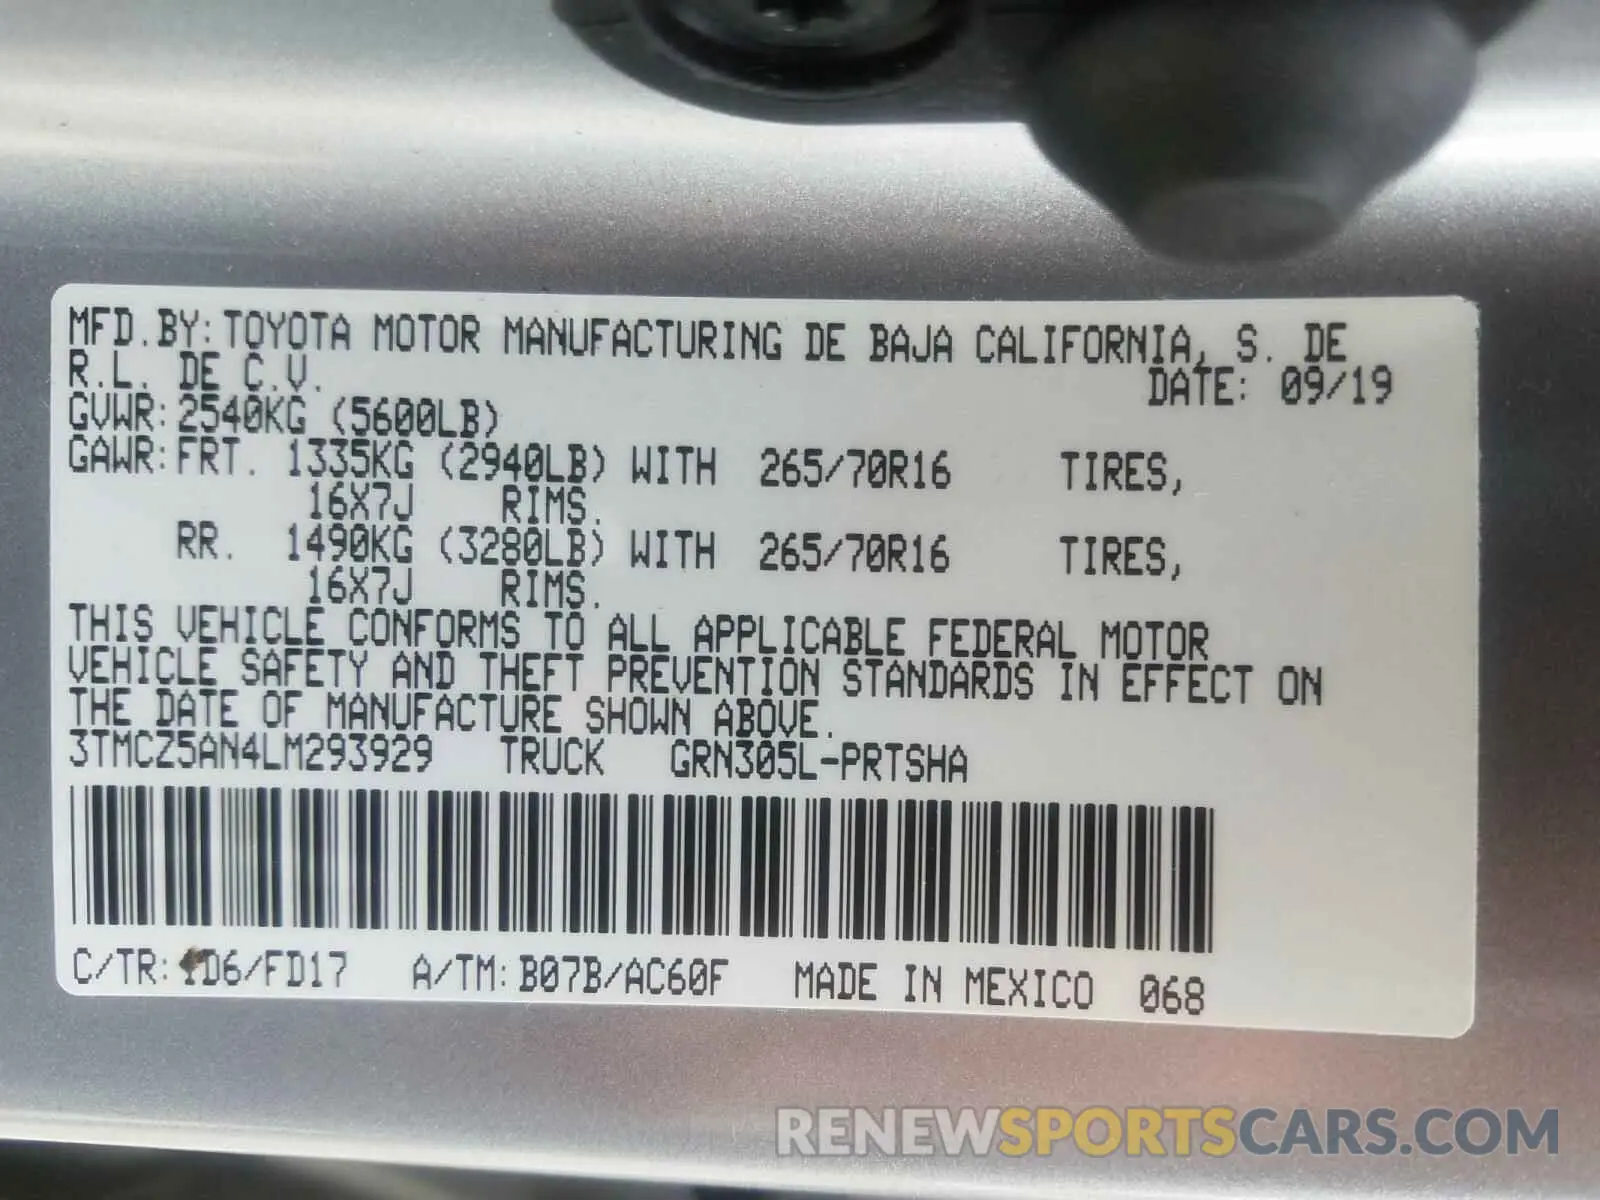 MFD.BY:TOYOTA MOTOR MANUFACTURING DE BAJA CALIFORNIA, S. DE
R.L. DE C.V.
DATE: 09/19
GVWR:2540KG (5600LB)
GAWR:FRT. 1335KG (2940LB) WITH 265/70R16 TIRES,
16X7J RIMS.
RR. 1490KG (3280LB) WITH 265/70R16 TIRES,
16X7J RIMS.
THIS VEHICLE CONFORMS TO ALL APPLICABLE FEDERAL MOTOR
VEHICLE SAFETY AND THEFT PREVENTION STANDARDS IN EFFECT ON
THE DATE OF MANUFACTURE SHOWN ABOVE.
3TMCZ5AN4LM293929 TRUCK GRN305L-PRTSHA
C/TR: 1D6/FD17 A/TM:B07B/AC60F MADE IN MEXICO 068
RENEWSPORTSCARS.COM